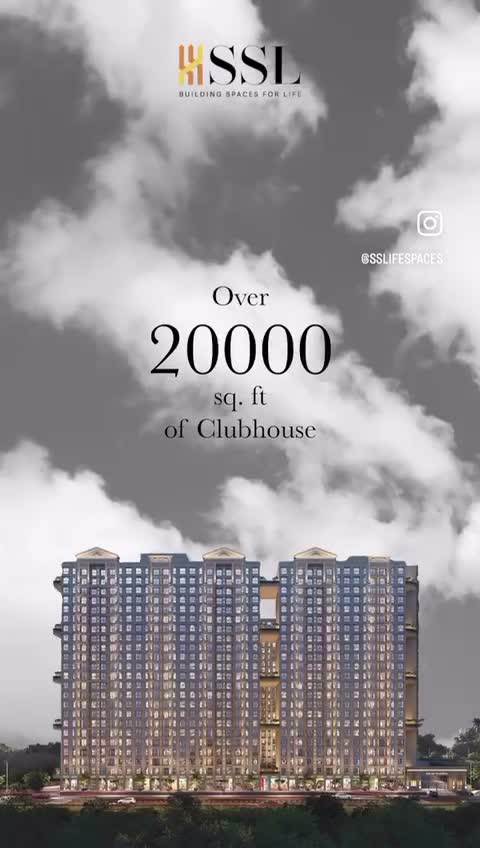 SSL
BUILDING SPACES FOR LIFE
@SSLIFESPACES
Over
20000
sq. ft
of Clubhouse